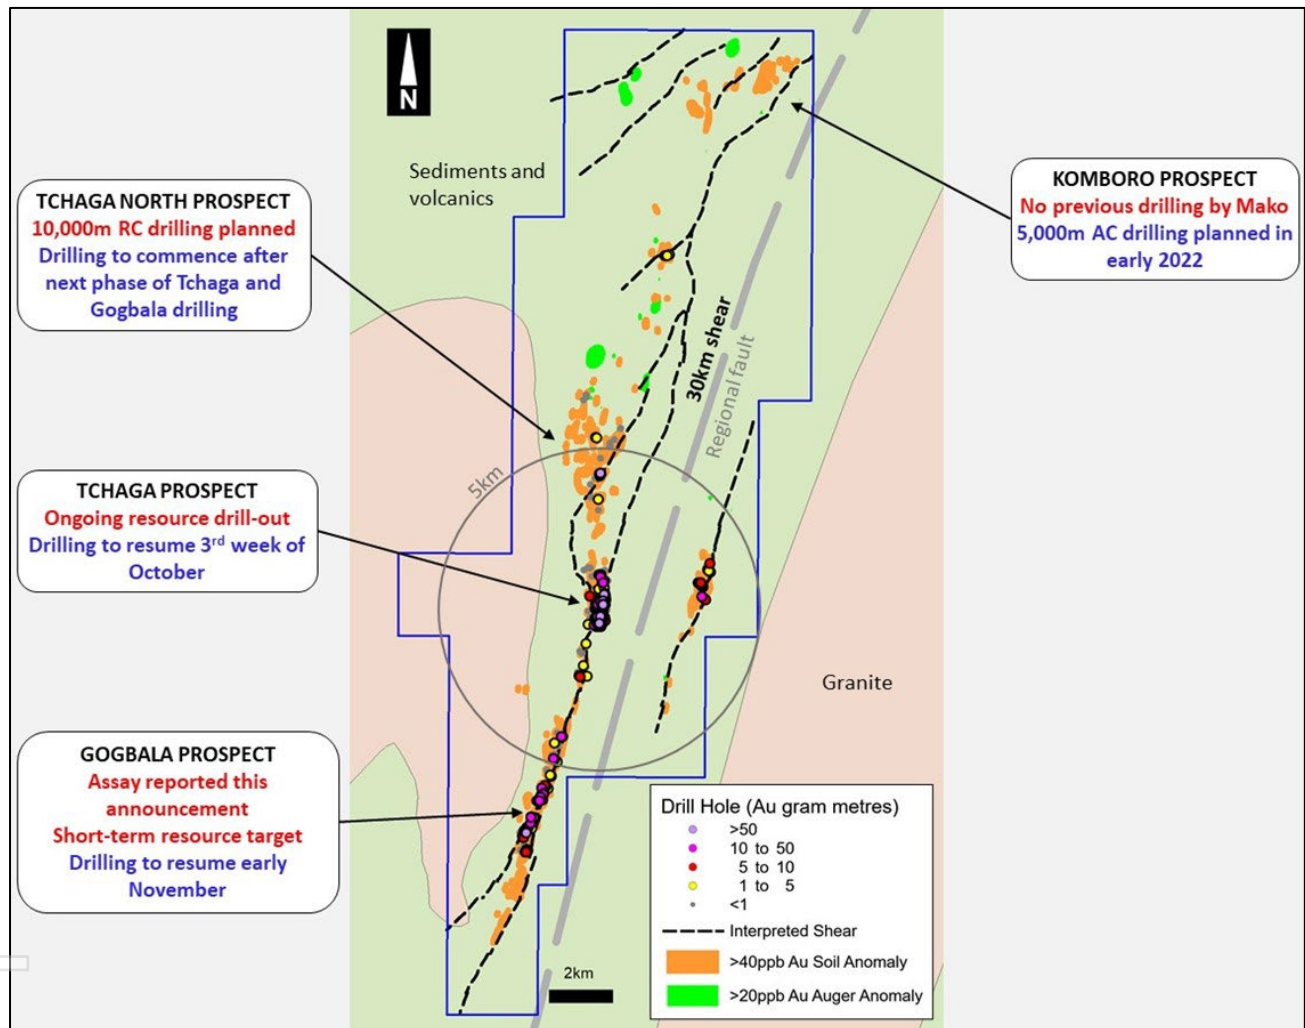 N
Sediments and
volcanics
TCHAGA NORTH PROSPECT
10,000m RC drilling planned
Drilling to commence after
next phase of Tchaga and
Gogbala drilling
KOMBORO PROSPECT
No previous drilling by Mako
5,000m AC drilling planned in
early 2022
30km shear
Regional fault
5km
TCHAGA PROSPECT
Ongoing resource drill-out
Drilling to resume 3rd week of
October
Granite
GOGBALA PROSPECT
Assay reported this
announcement
Short-term resource target
Drilling to resume early
November
Drill Hole (Au gram metres)
>50
10 to 50
5 to 10
1 to 5
<1
Interpreted Shear
>40ppb Au Soil Anomaly
>20ppb Au Auger Anomaly
2km